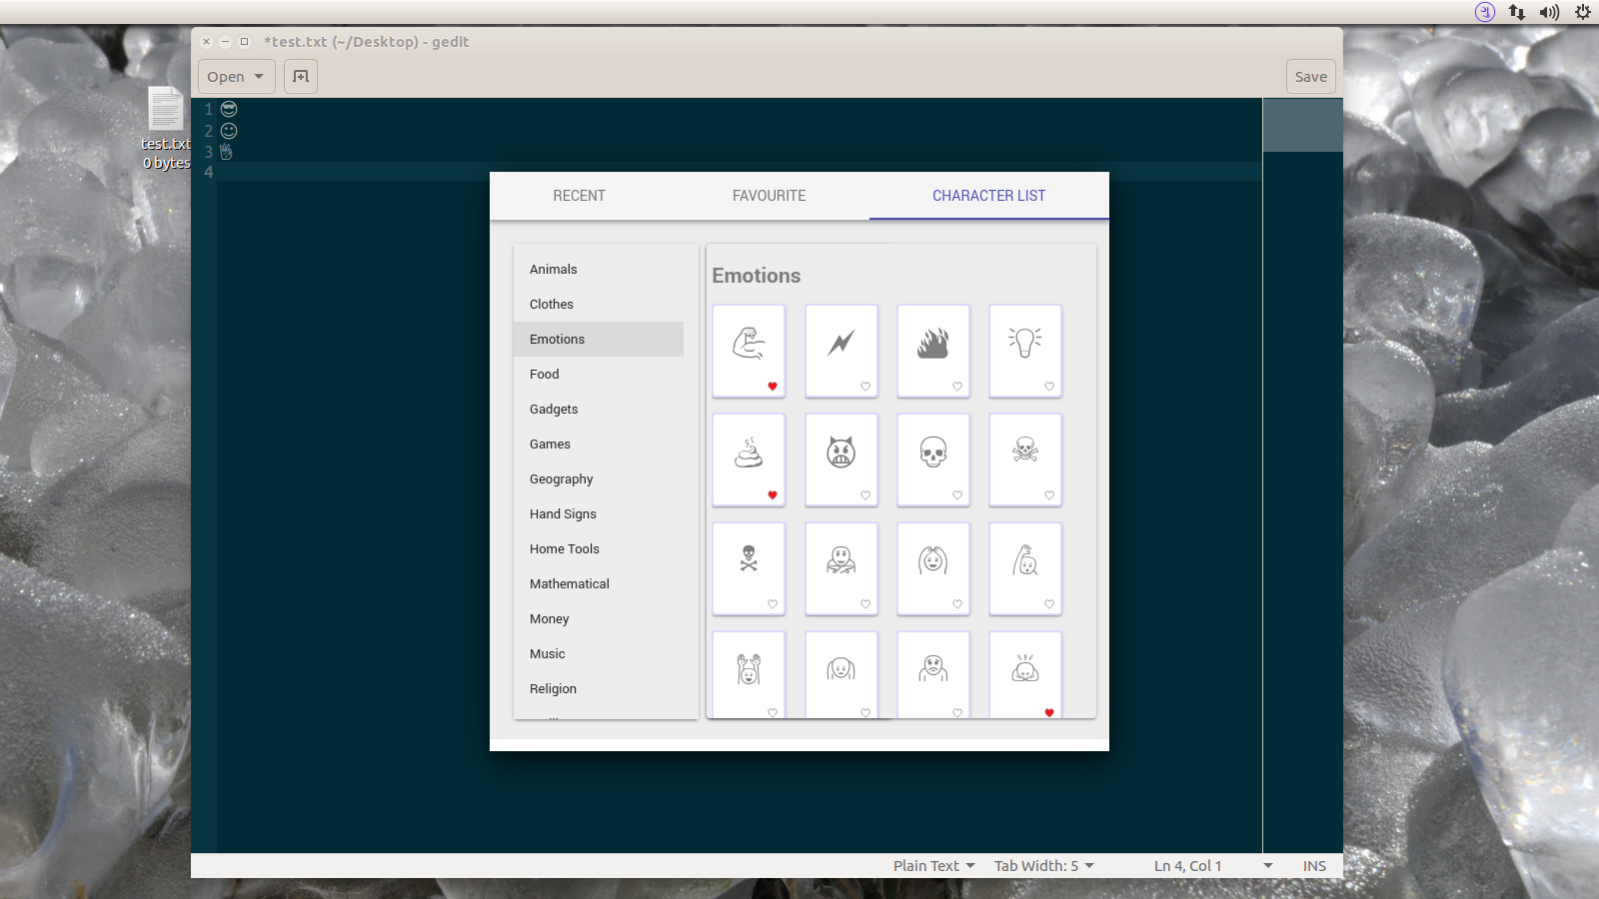 *test.txt (~/Desktop) - gedit
Open
Save
test.txt
0 bytes
1 😎
2 🙂
3
4
RECENT FAVOURITE CHARACTER LIST
Animals
Clothes
Emotions
Food
Gadgets
Games
Geography
Hand Signs
Home Tools
Mathematical
Money
Music
Religion
Emotions
Plain Text Tab Width: 5 Ln 4, Col 1 INS